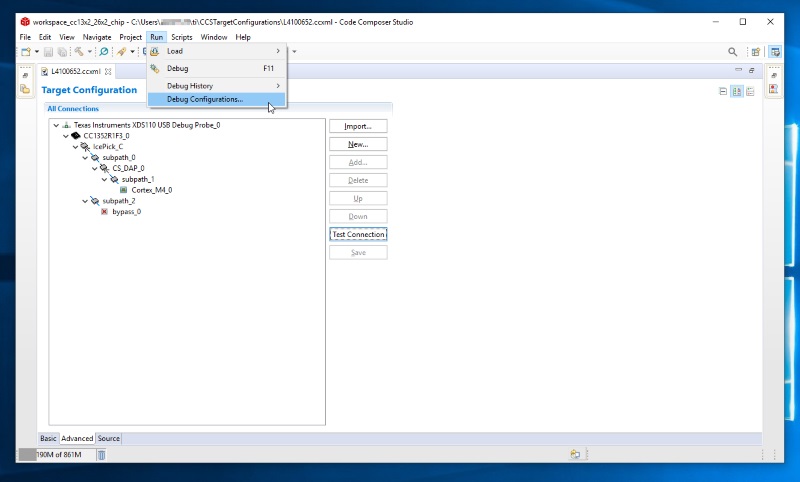 workspace_cc13x2_26x2_chip - C:\Users\ \ti\CCSTargetConfigurations\L4100652.ccxml - Code Composer Studio
File Edit View Navigate Project Run Scripts Window Help
Load
Debug F11
Debug History
Debug Configurations...
L4100652.ccxml
Target Configuration
All Connections
Texas Instruments XDS110 USB Debug Probe_0
CC1352R1F3_0
IcePick_C
subpath_0
CS_DAP_0
subpath_1
Cortex_M4_0
subpath_2
bypass_0
Import...
New...
Add...
Delete
Up
Down
Test Connection
Save
Basic Advanced Source
190M of 861M